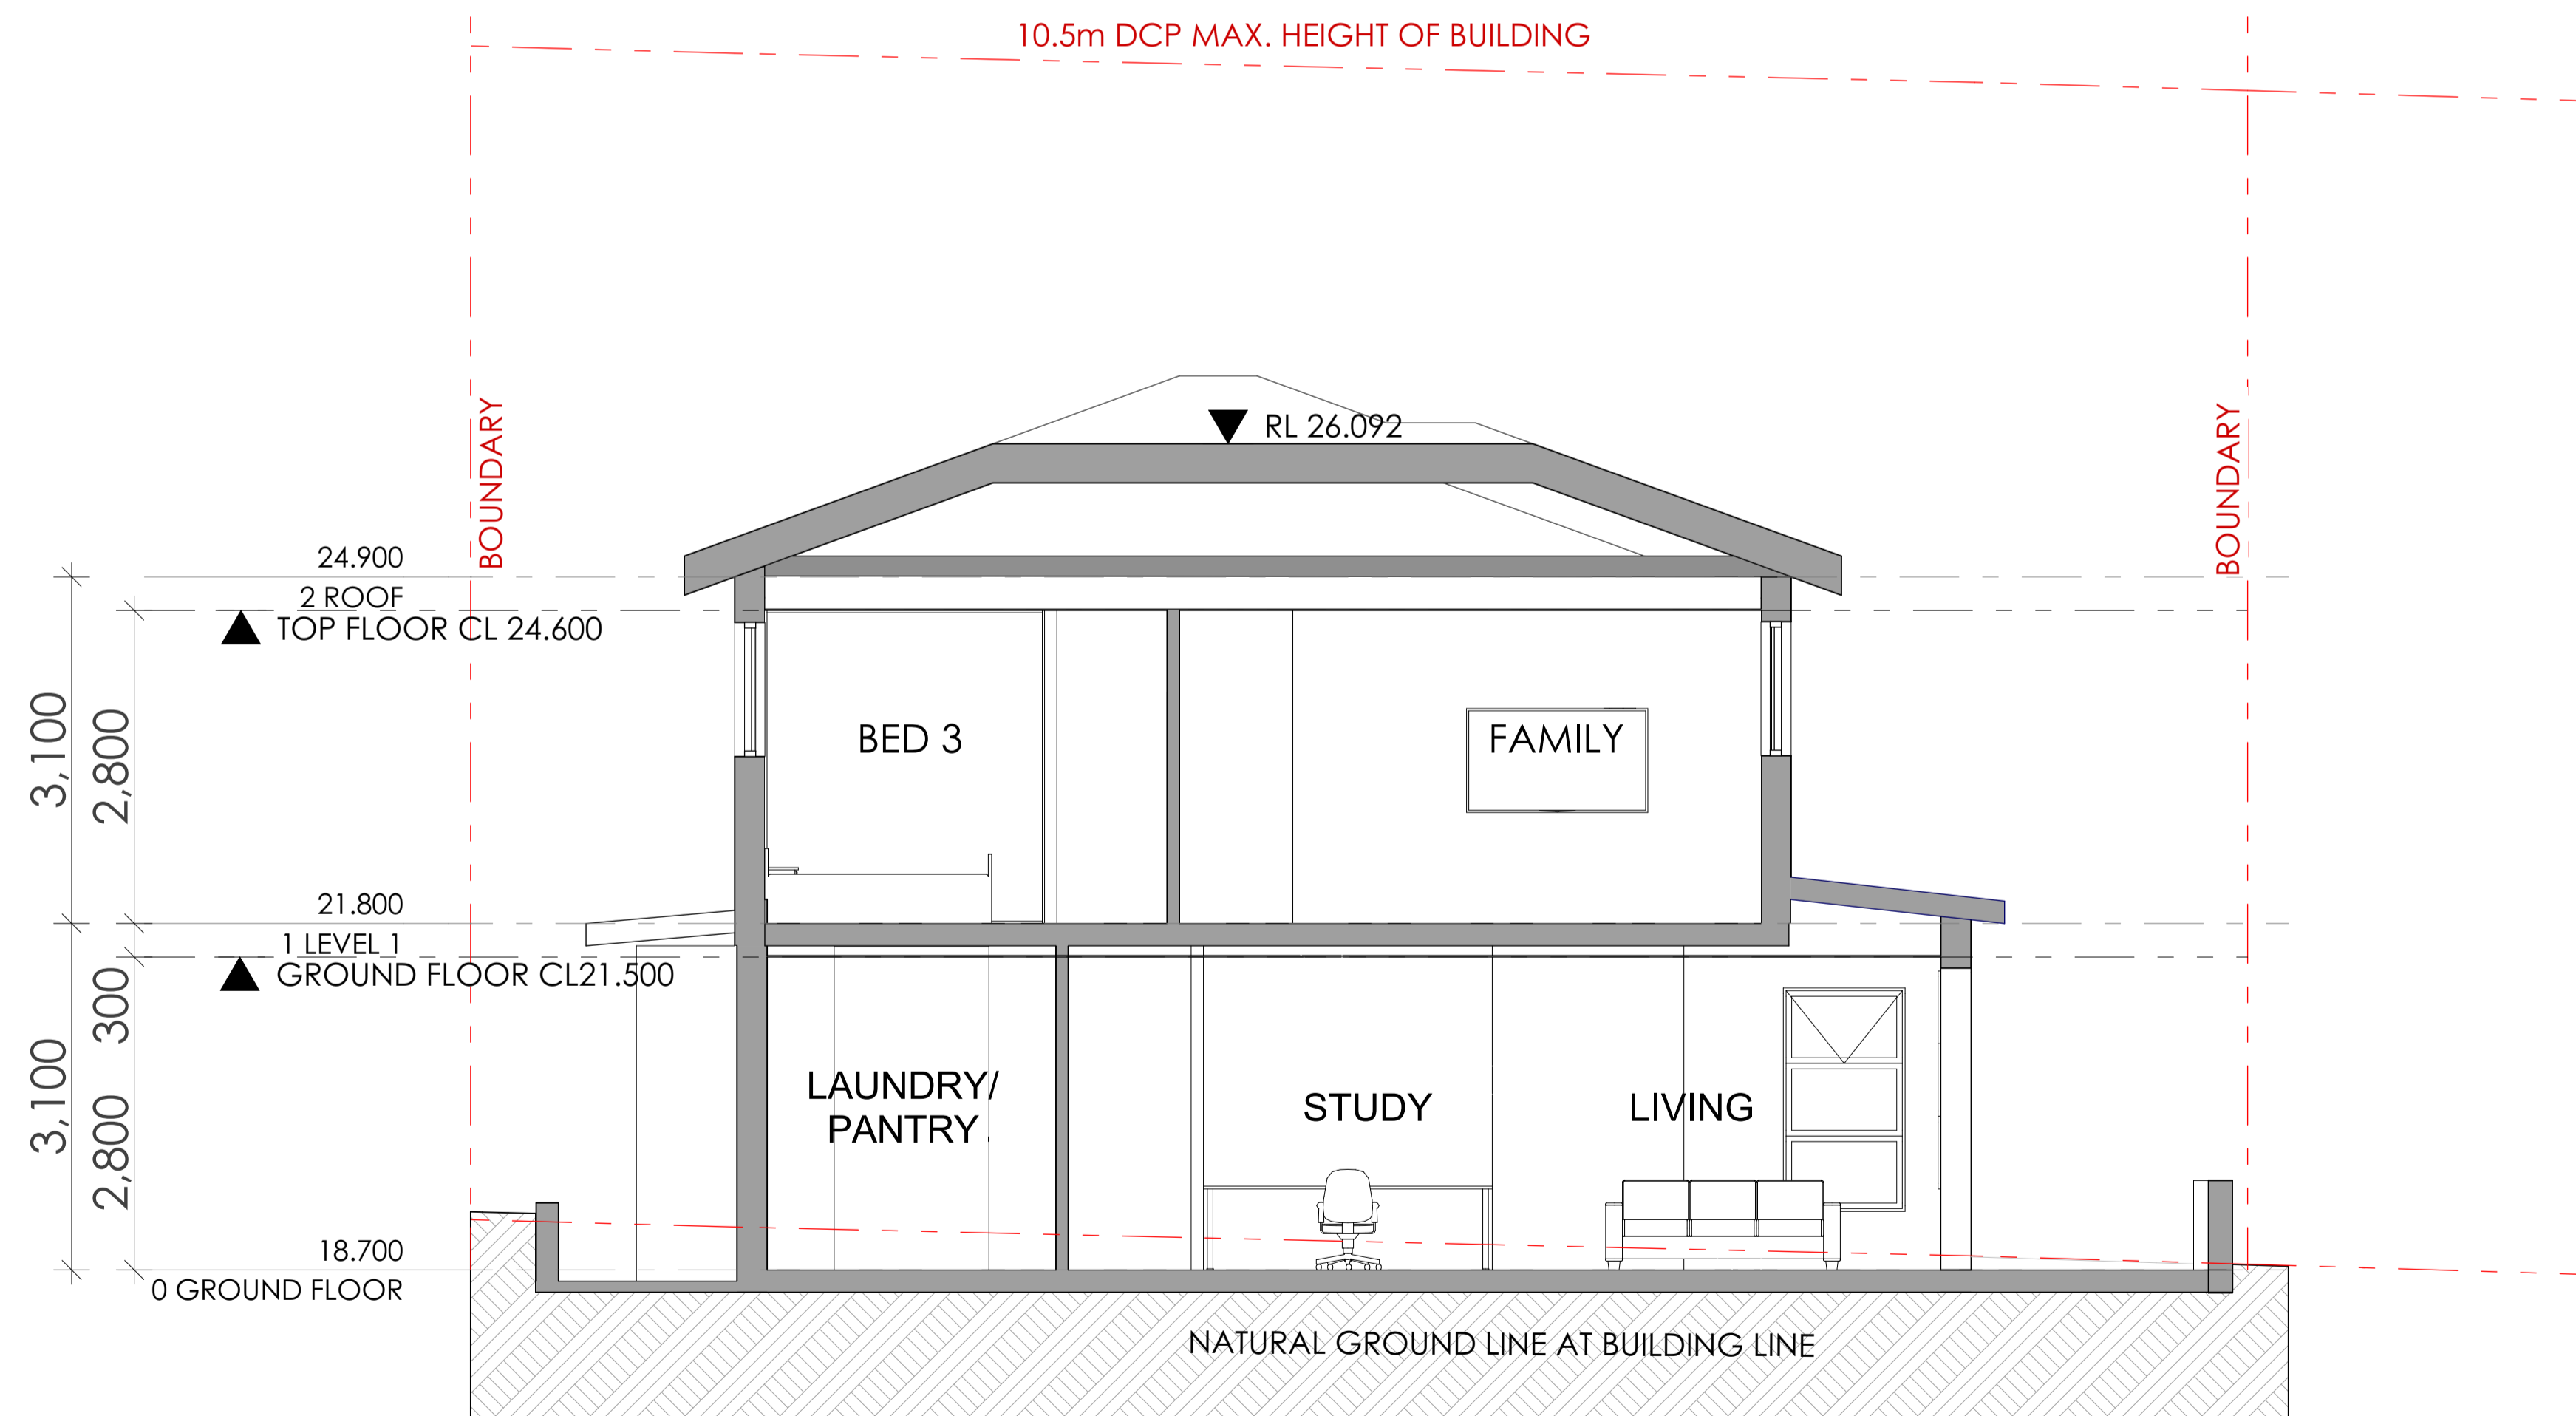 10.5m DCP MAX. HEIGHT OF BUILDING
BOUNDARY
BOUNDARY
RL 26.092
24.900
2 ROOF
TOP FLOOR CL 24.600
3,100
2,800
BED 3
FAMILY
21.800
1 LEVEL 1
GROUND FLOOR CL21.500
300
3,100
2,800
LAUNDRY/
PANTRY
STUDY
LIVING
18.700
0 GROUND FLOOR
NATURAL GROUND LINE AT BUILDING LINE